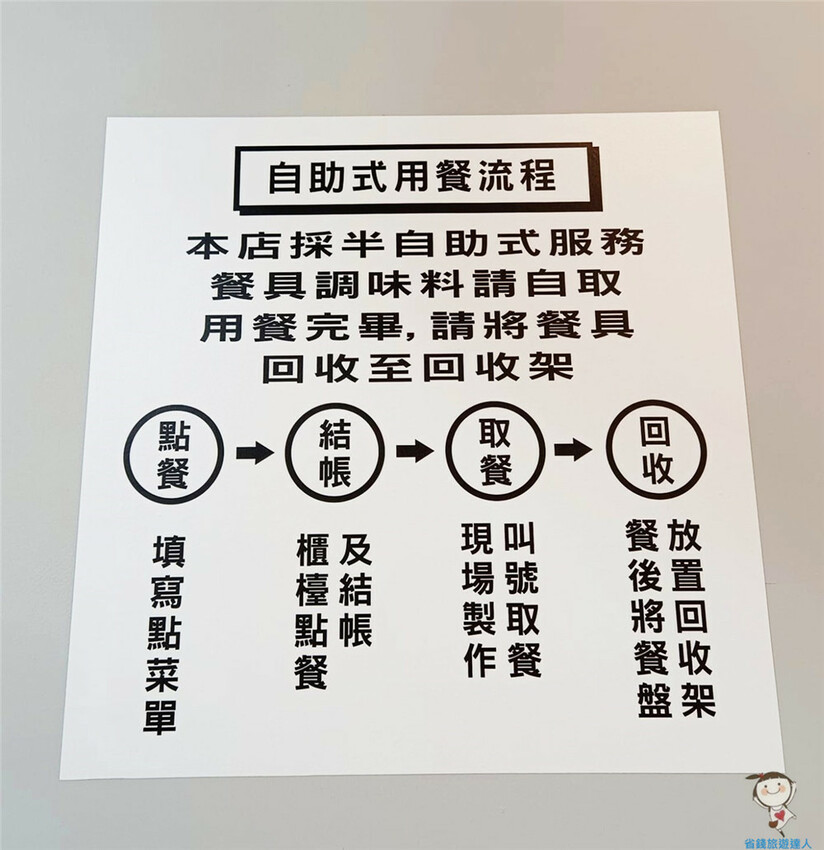 自助式用餐流程
本店採半自助式服務
餐具調味料請自取
用餐完畢,請將餐具
回收至回收架
點餐
結帳
取餐
回收
填寫點菜單
櫃檯點餐
及結帳
現場製作
叫號取餐
餐後將餐盤
放置回收架
省錢旅遊達人